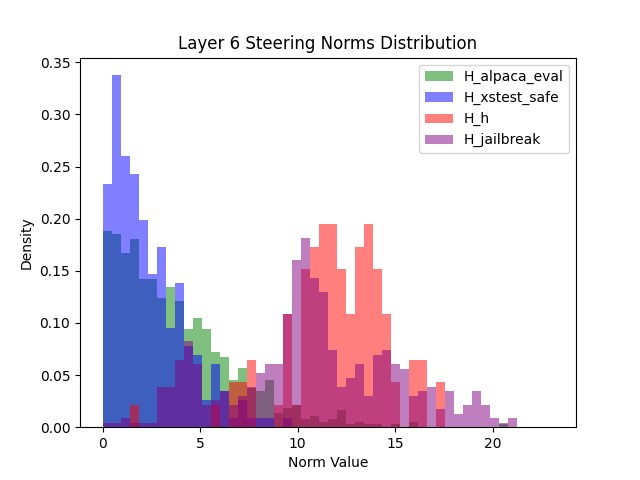 Layer 6 Steering Norms Distribution
H_alpaca_eval
H_xstest_safe
H_h
H_jailbreak
Density
0.35
0.30
0.25
0.20
0.15
0.10
0.05
0.00
0 5 10 15 20
Norm Value